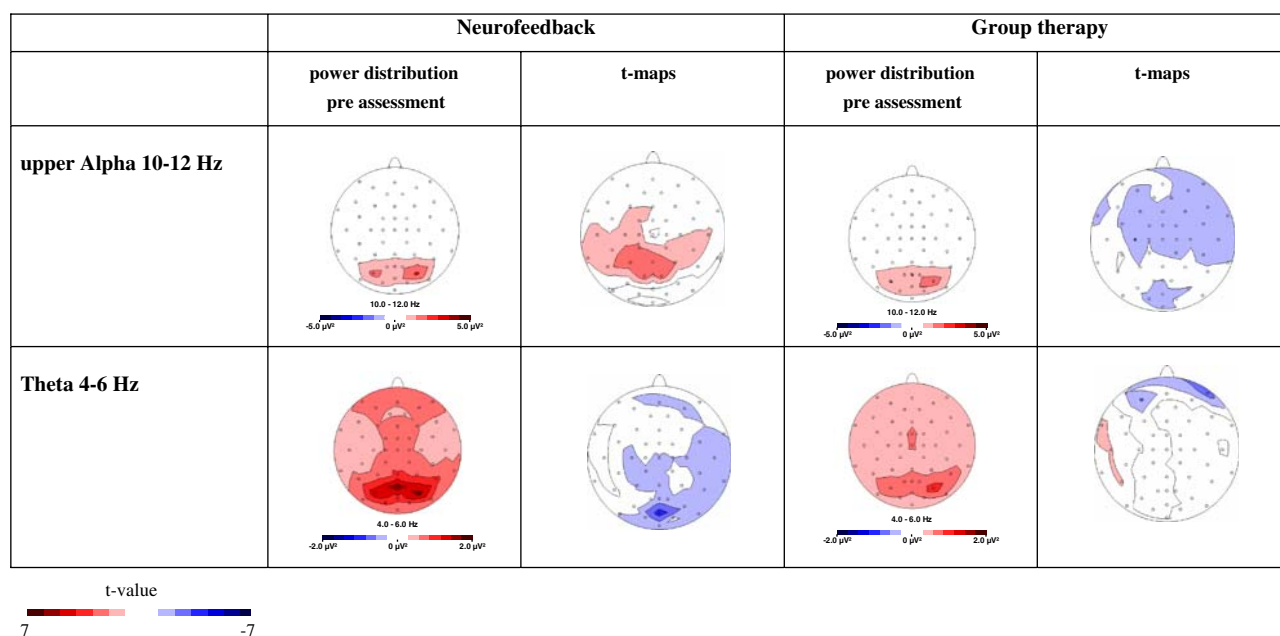 Neurofeedback Group therapy
power distribution t-maps power distribution t-maps
pre assessment pre assessment
upper Alpha 10-12 Hz
10.0 - 12.0 Hz 10.0 - 12.0 Hz
-5.0 µV² 0 µV² 5.0 µV² -5.0 µV² 0 µV² 5.0 µV²
Theta 4-6 Hz
4.0 - 6.0 Hz 4.0 - 6.0 Hz
-2.0 µV² 0 µV² 2.0 µV² -2.0 µV² 0 µV² 2.0 µV²
t-value
7 -7